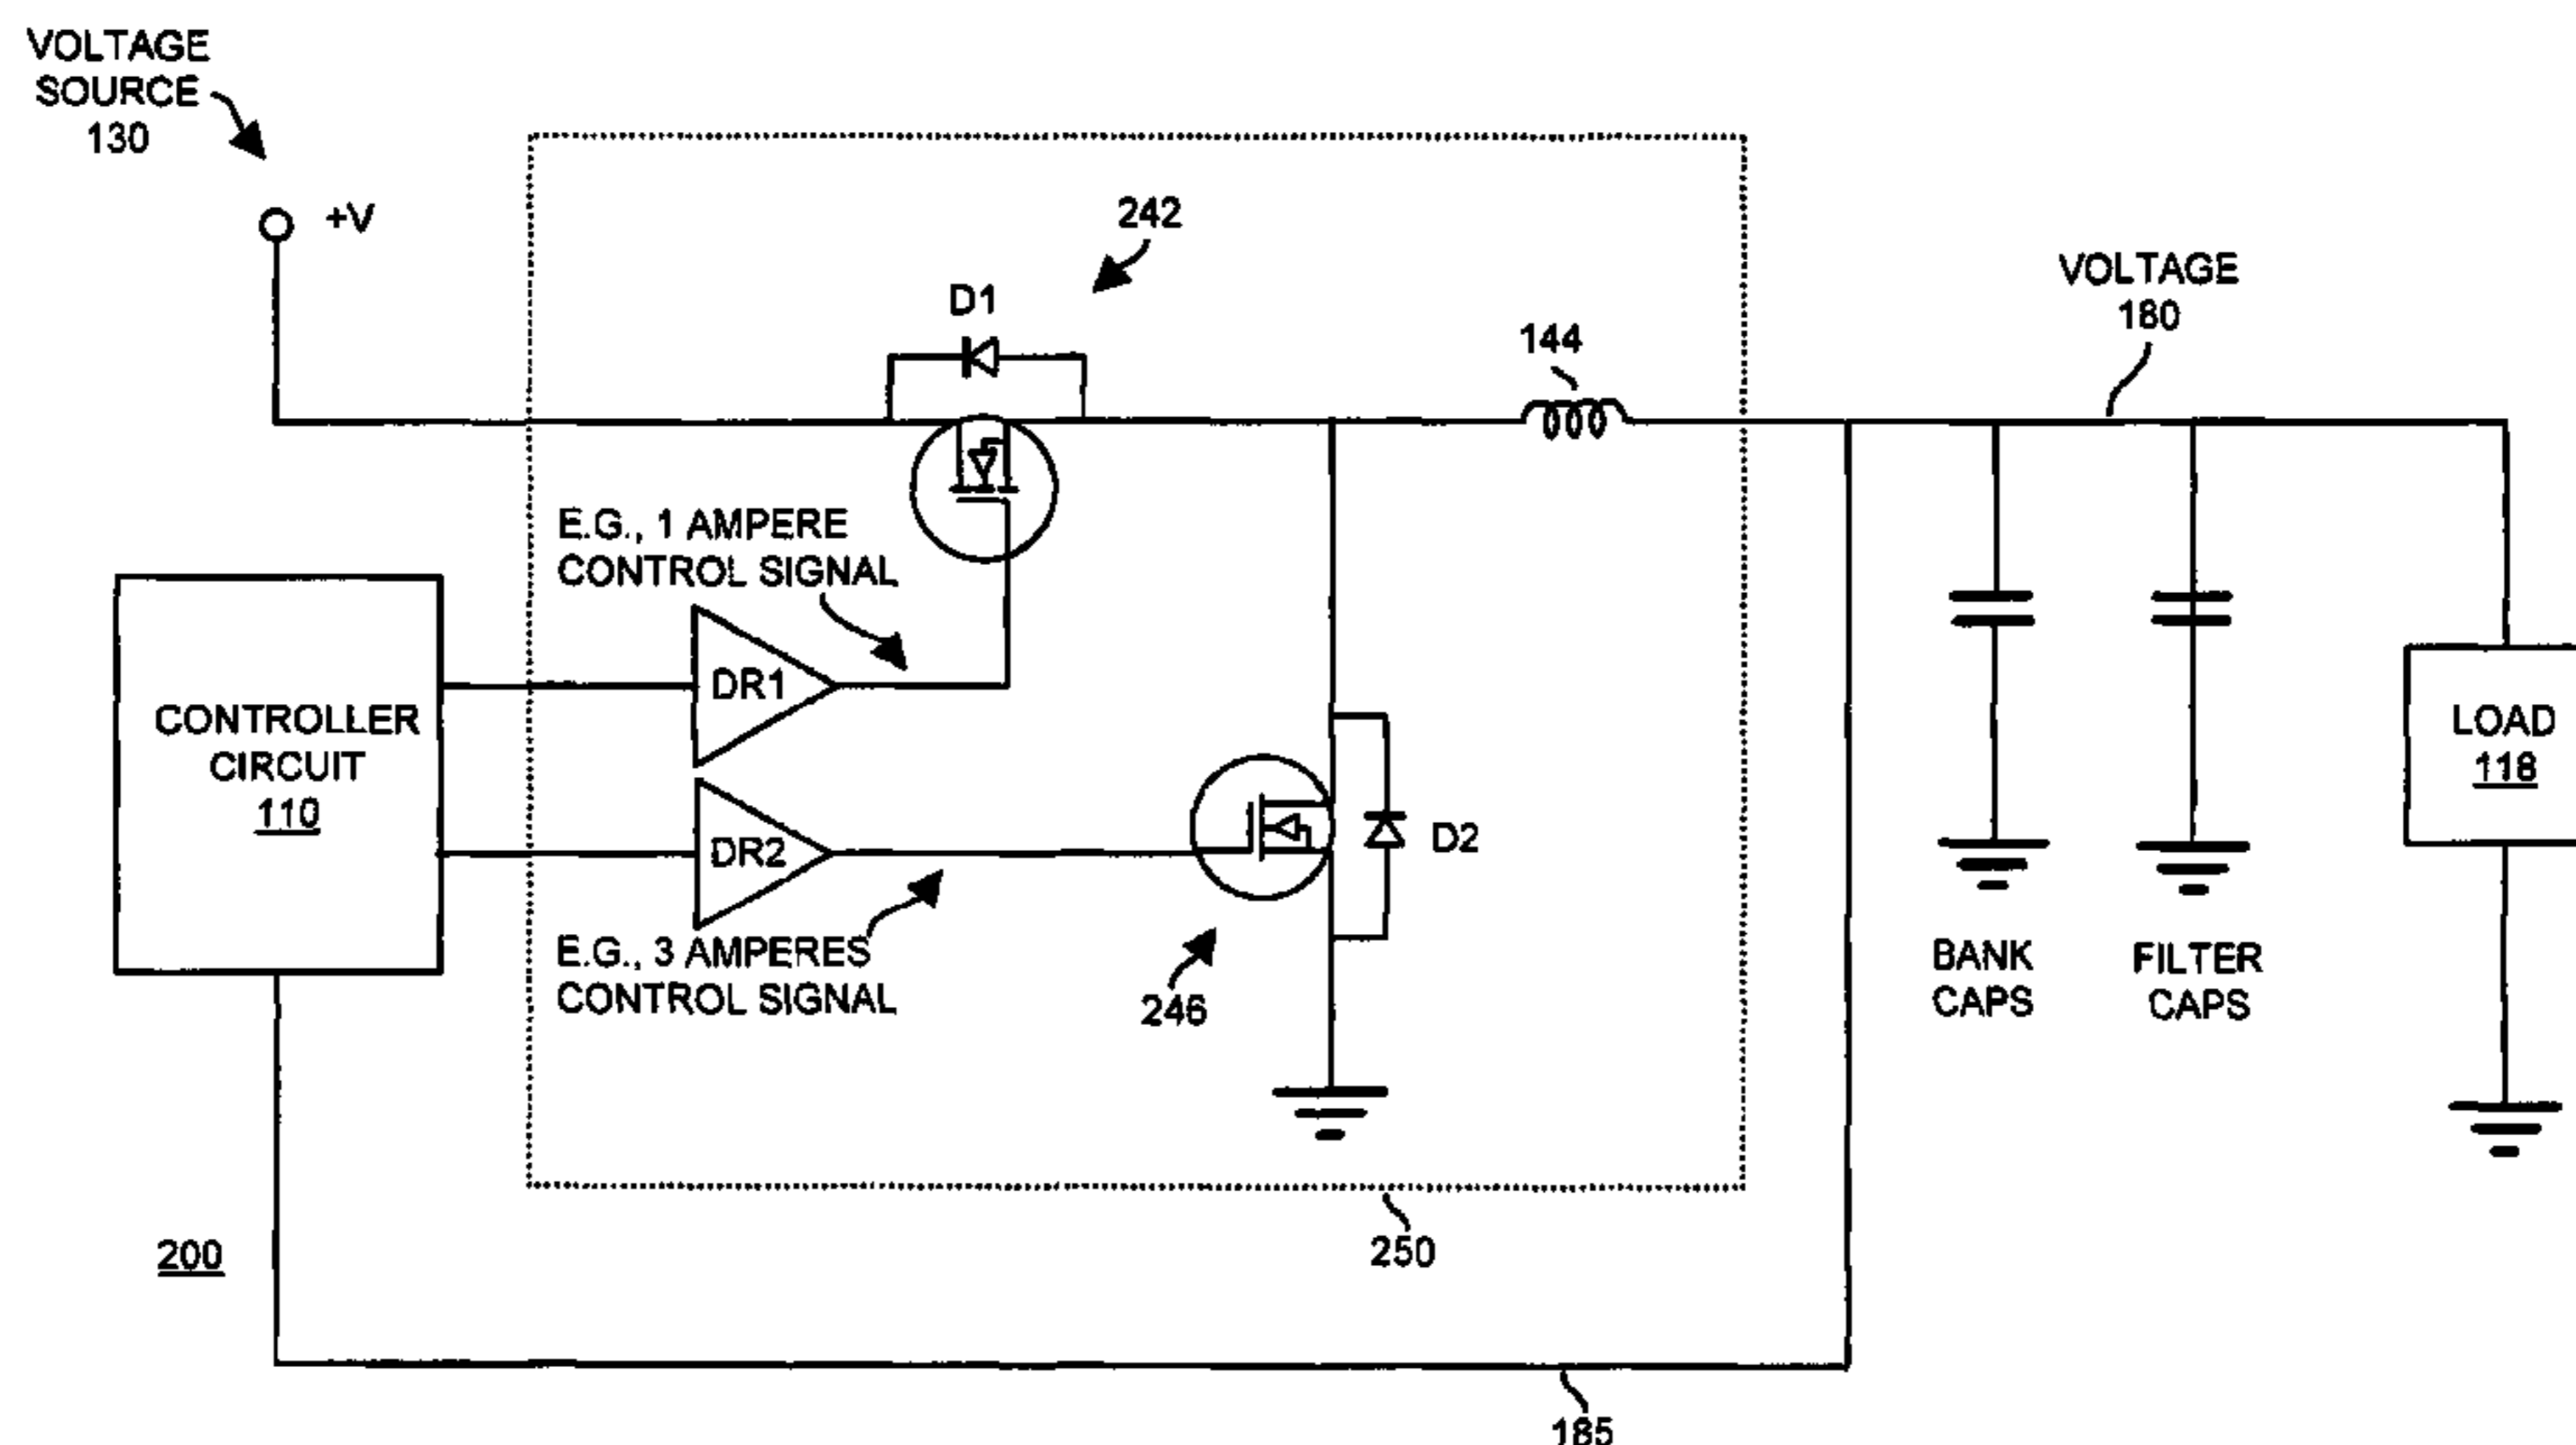 VOLTAGE
SOURCE
130
+V
242
D1
144
VOLTAGE
180
E.G., 1 AMPERE
CONTROL SIGNAL
DR1
CONTROLLER
CIRCUIT
110
DR2
E.G., 3 AMPERES
CONTROL SIGNAL
D2
246
LOAD
118
BANK
CAPS
FILTER
CAPS
200
250
185